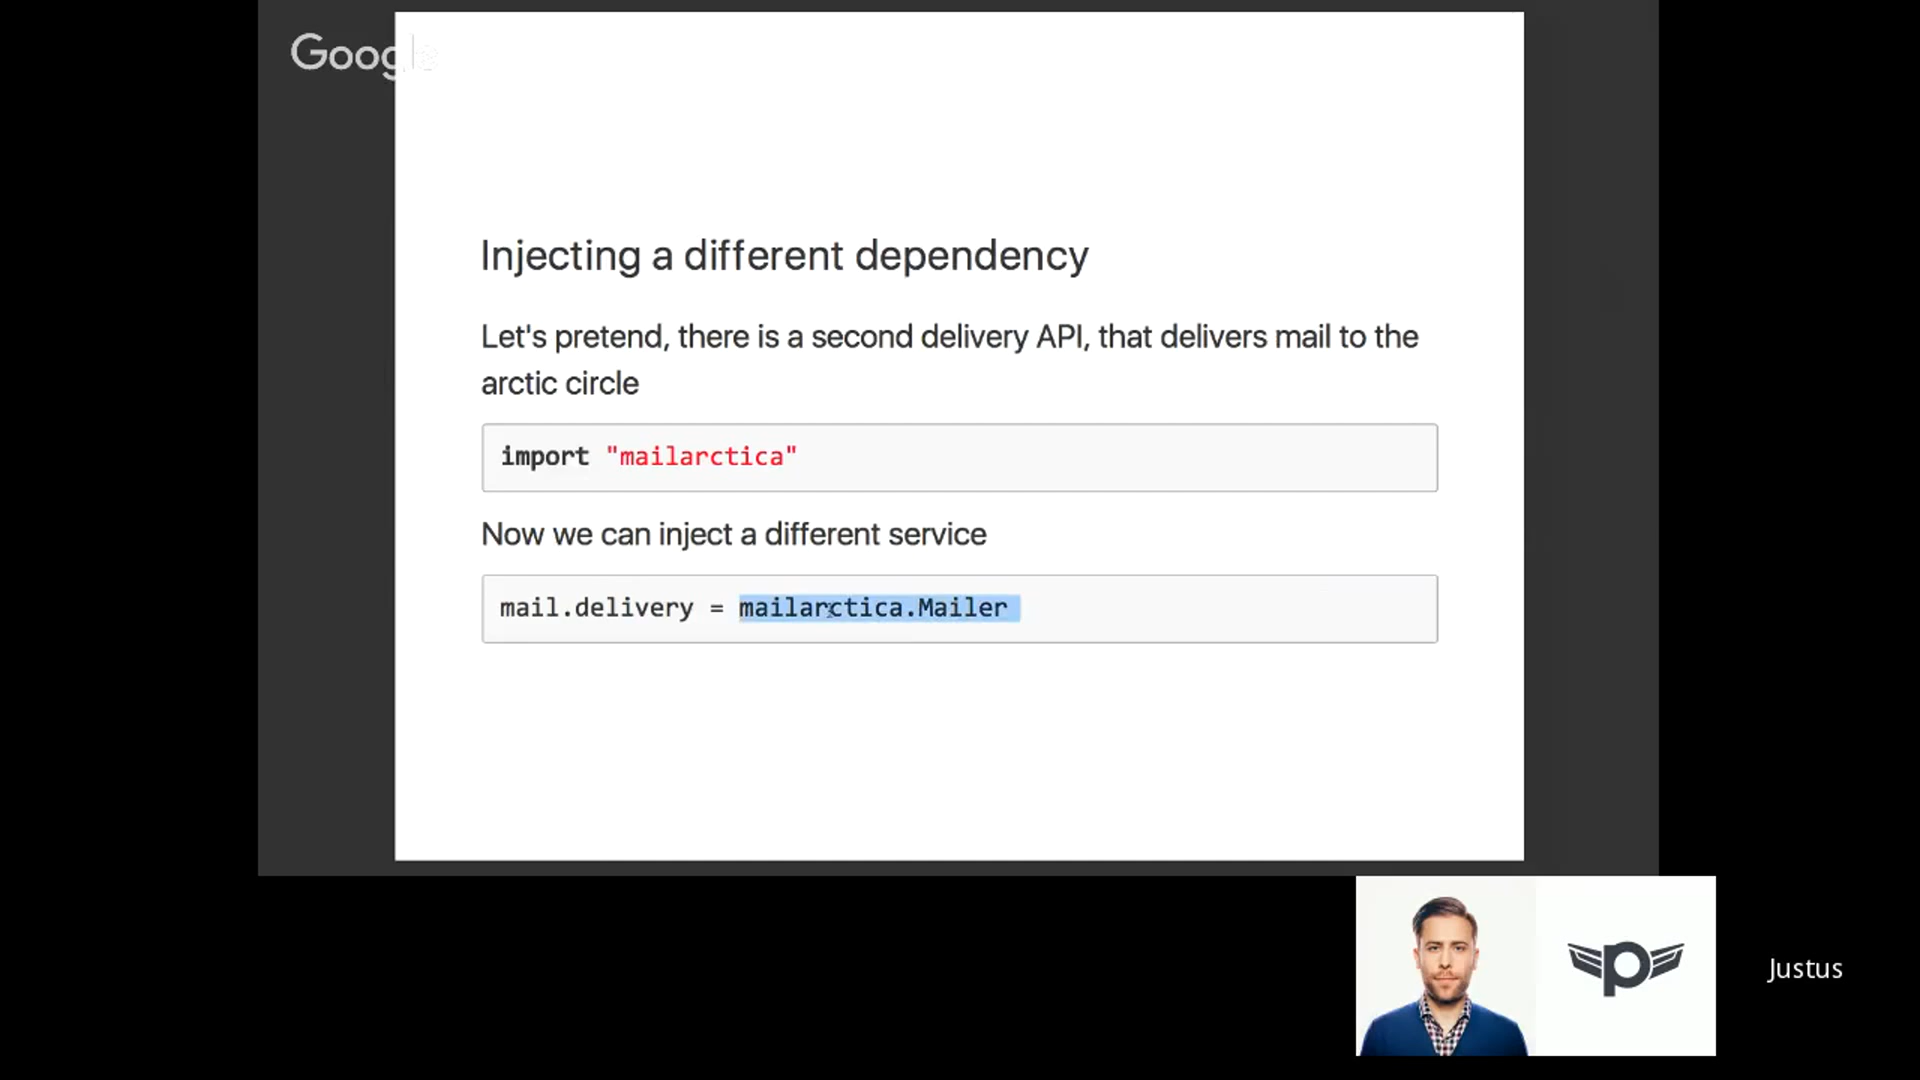 Google
Injecting a different dependency
Let's pretend, there is a second delivery API, that delivers mail to the
arctic circle
import "mailarctica"
Now we can inject a different service
mail.delivery = mailarctica.Mailer
p
Justus